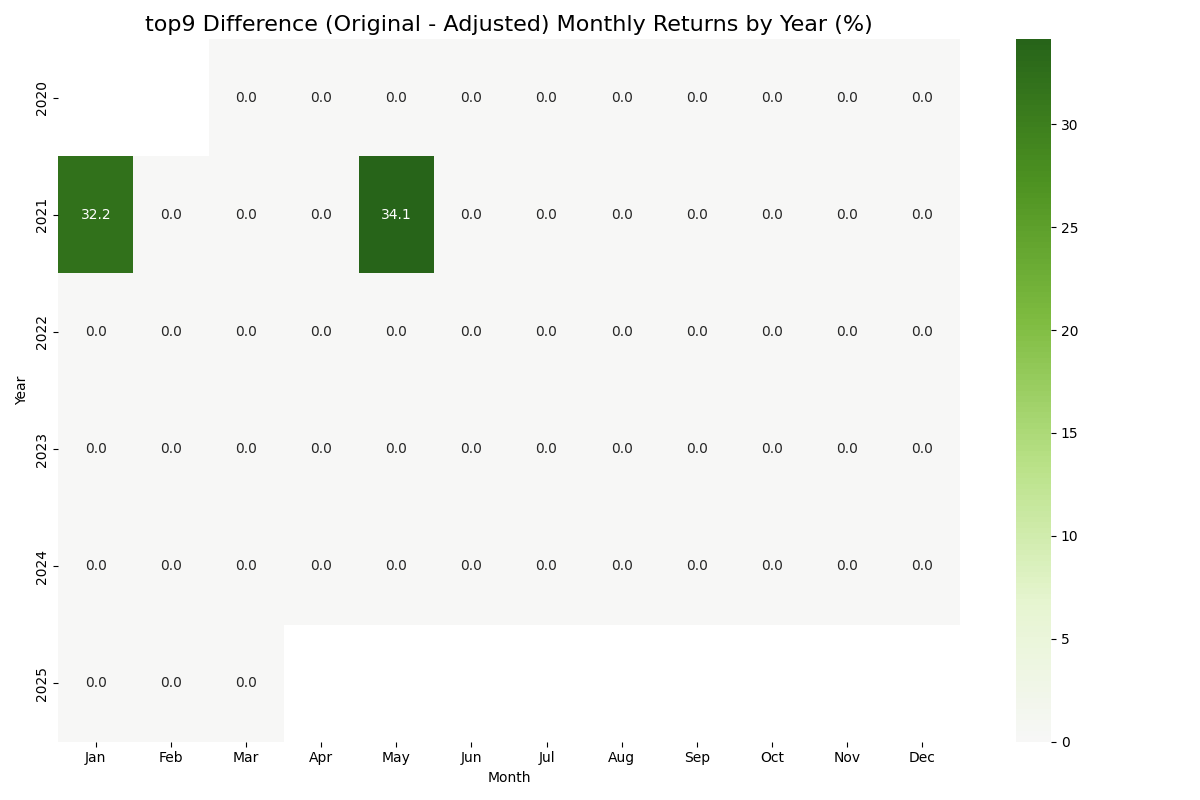 top9 Difference (Original - Adjusted) Monthly Returns by Year (%)
2020 0.0 0.0 0.0 0.0 0.0 0.0 0.0 0.0 0.0 0.0
2021 32.2 0.0 0.0 0.0 34.1 0.0 0.0 0.0 0.0 0.0 0.0 0.0
2022 0.0 0.0 0.0 0.0 0.0 0.0 0.0 0.0 0.0 0.0 0.0 0.0
2023 0.0 0.0 0.0 0.0 0.0 0.0 0.0 0.0 0.0 0.0 0.0 0.0
2024 0.0 0.0 0.0 0.0 0.0 0.0 0.0 0.0 0.0 0.0 0.0 0.0
2025 0.0 0.0 0.0
Year
Jan Feb Mar Apr May Jun Jul Aug Sep Oct Nov Dec
Month
30
25
20
15
10
5
0